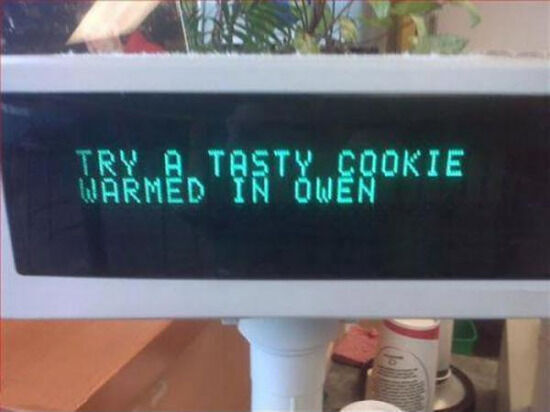 TRY A TASTY COOKIE
WARMED IN OWEN